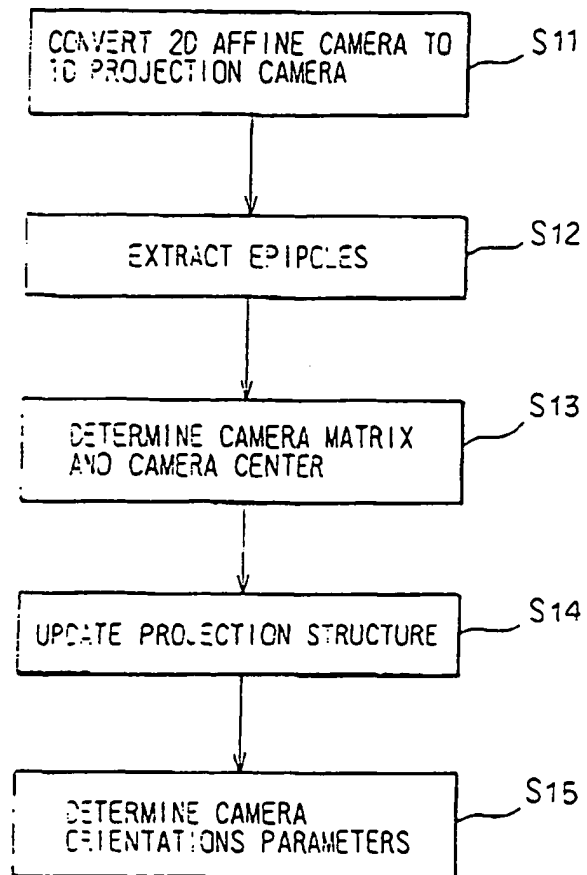 CONVERT 2D AFFINE CAMERA TO
1D PROJECTION CAMERA
S11
EXTRACT EPIPOLES
S12
DETERMINE CAMERA MATRIX
AND CAMERA CENTER
S13
UPDATE PROJECTION STRUCTURE
S14
DETERMINE CAMERA
ORIENTATIONS PARAMETERS
S15